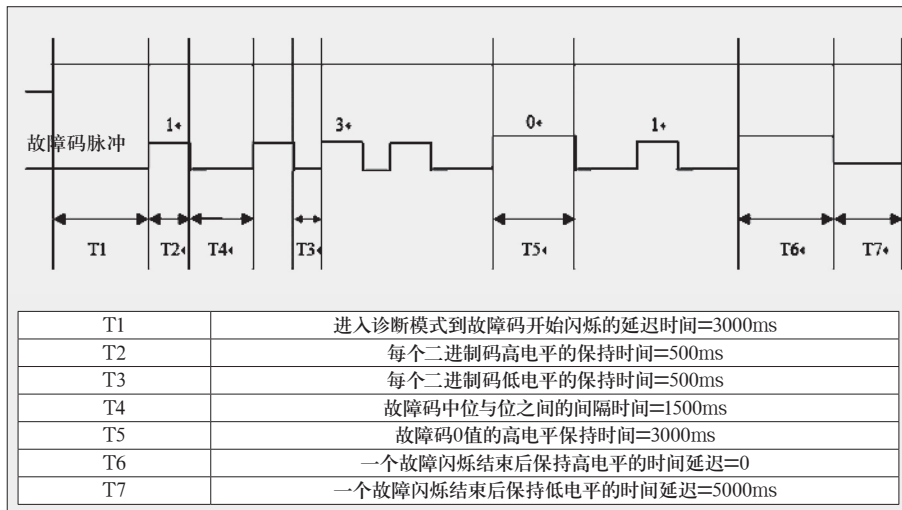 1 3 0 1
故障码脉冲
T1 T2 T4 T3 T5 T6 T7
T1 进入诊断模式到故障码开始闪烁的延迟时间=3000ms
T2 每个二进制码高电平的保持时间=500ms
T3 每个二进制码低电平的保持时间=500ms
T4 故障码中位与位之间的间隔时间=1500ms
T5 故障码0值的高电平保持时间=3000ms
T6 一个故障闪烁结束后保持高电平的时间延迟=0
T7 一个故障闪烁结束后保持低电平的时间延迟=5000ms